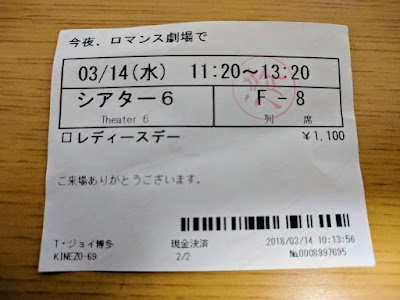 今夜、ロマンス劇場で
03/14(水) 11:20～13:20
シアター6 F - 8
Theater 6 列 席
口レディースデー ¥1,100
ご来場ありがとうございます。
T・ジョイ博多 現金決済 2018/03/14 10:13:56
KINEZO-69 2/2 №0008997695